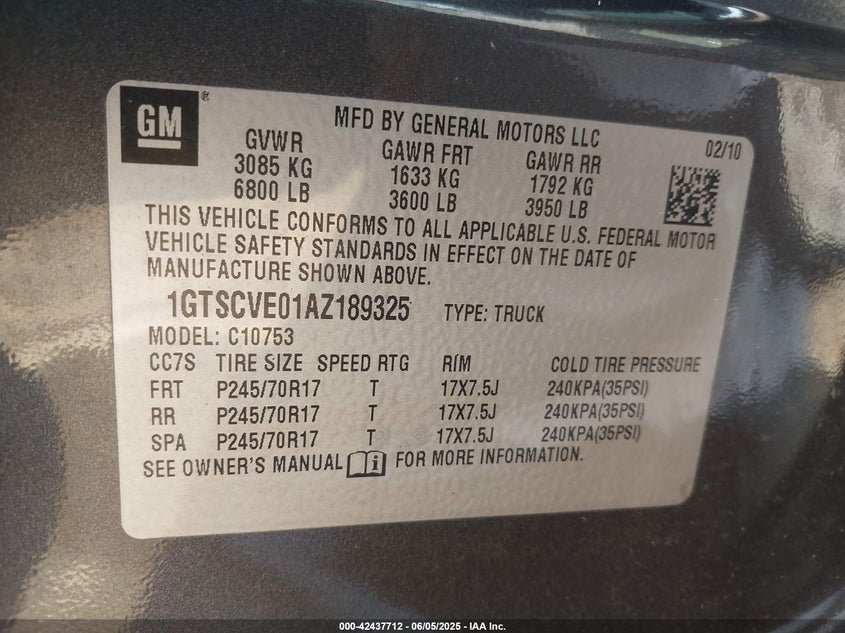 GM ®
MFD BY GENERAL MOTORS LLC
02/10
GVWR GAWR FRT GAWR RR
3085 KG 1633 KG 1792 KG
6800 LB 3600 LB 3950 LB
THIS VEHICLE CONFORMS TO ALL APPLICABLE U.S. FEDERAL MOTOR
VEHICLE SAFETY STANDARDS IN EFFECT ON THE DATE OF
MANUFACTURE SHOWN ABOVE.
1GTSCVE01AZ189325 TYPE: TRUCK
MODEL: C10753
CC7S TIRE SIZE SPEED RTG RIM COLD TIRE PRESSURE
FRT P245/70R17 T 17X7.5J 240KPA(35PSI)
RR P245/70R17 T 17X7.5J 240KPA(35PSI)
SPA P245/70R17 T 17X7.5J 240KPA(35PSI)
SEE OWNER'S MANUAL FOR MORE INFORMATION.
000-42437712 - 06/05/2025 - IAA Inc.